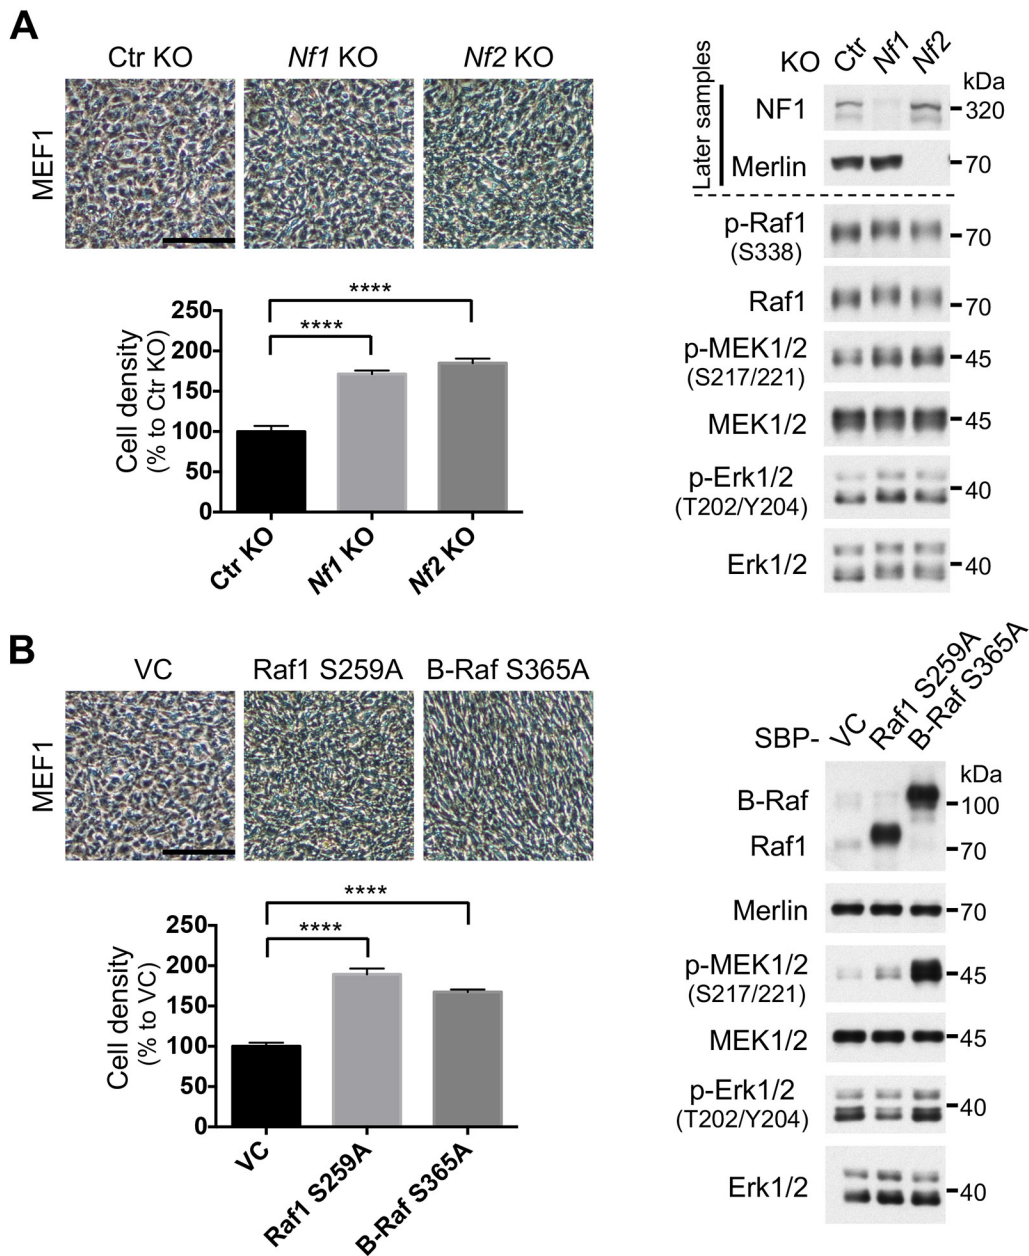 A
Ctr KO
Nf1 KO
Nf2 KO
MEF1
Cell density
(% to Ctr KO)
250
200
150
100
50
0
****
****
Ctr KO
Nf1 KO
Nf2 KO
KO
Ctr
Nf1
Nf2
kDa
Later samples
NF1
320
Merlin
70
p-Raf1
(S338)
70
Raf1
70
p-MEK1/2
(S217/221)
45
MEK1/2
45
p-Erk1/2
(T202/Y204)
40
Erk1/2
40
B
VC
Raf1 S259A
B-Raf S365A
MEF1
Cell density
(% to VC)
250
200
150
100
50
0
****
****
VC
Raf1 S259A
B-Raf S365A
SBP-
VC
Raf1 S259A
B-Raf S365A
kDa
B-Raf
100
Raf1
70
Merlin
70
p-MEK1/2
(S217/221)
45
MEK1/2
45
p-Erk1/2
(T202/Y204)
40
Erk1/2
40